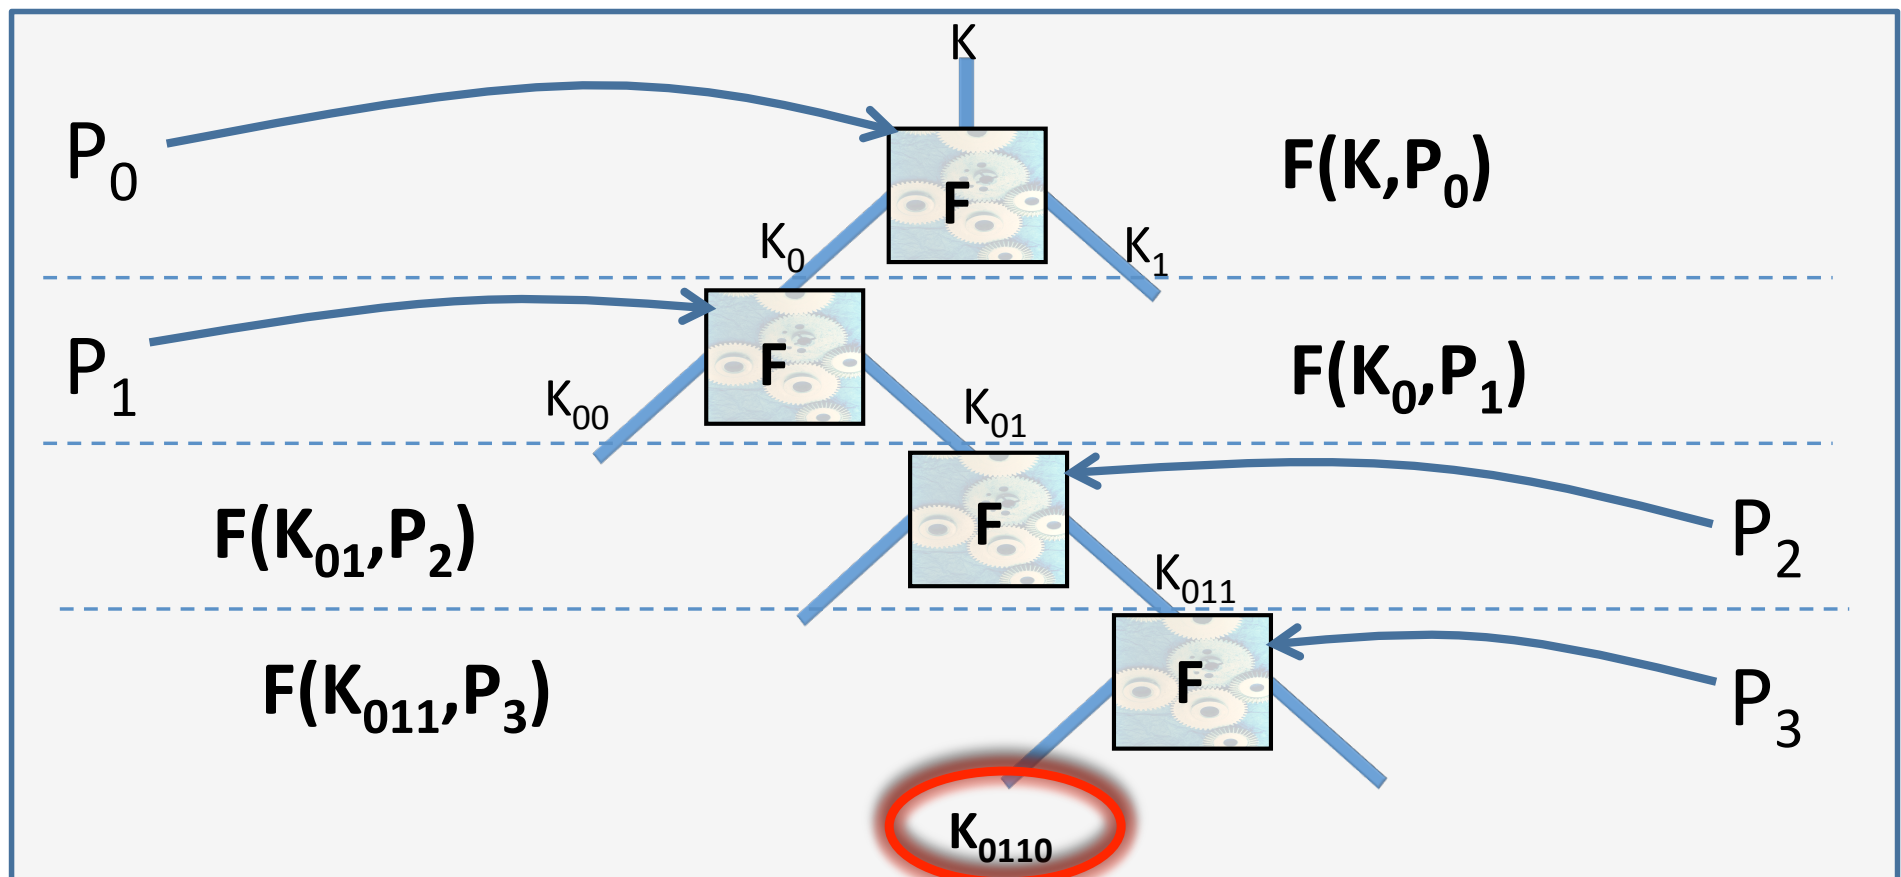 K
P₀
F
F(K,P₀)
K₀
K₁
P₁
F
F(K₀,P₁)
K₀₀
K₀₁
F(K₀₁,P₂)
F
P₂
K₀₁₁
F(K₀₁₁,P₃)
F
P₃
K₀₁₁₀